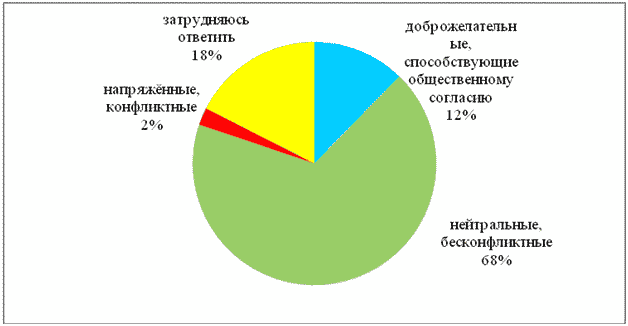 затрудняюсь
ответить
18%
доброжелательн
ые,
способствующие
общественному
согласию
12%
напряжённые,
конфликтные
2%
нейтральные,
бесконфликтные
68%